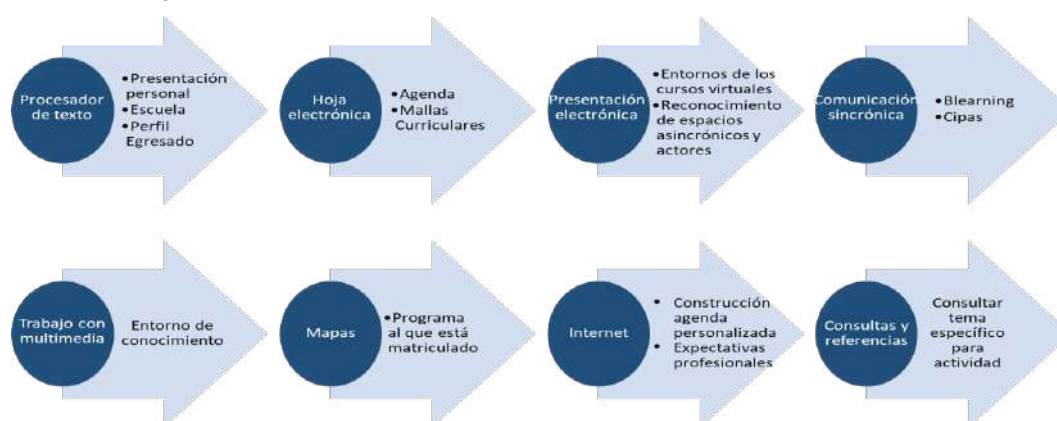 Procesador
de texto
•Presentación
personal
•Escuela
•Perfil
Egresado
Hoja
electrónica
•Agenda
•Mallas
Curriculares
Presentación
electrónica
•Entornos de los
cursos virtuales
•Reconocimiento
de espacios
asincrónicos y
actores
Comunicación
sincrónica
•Blearning
•Cipas
Trabajo con
multimedia
Entorno de
conocimiento
Mapas
•Programa
al que está
matriculado
Internet
• Construcción
agenda
personalizada
• Expectativas
profesionales
Consultas y
referencias
Consultar
tema
específico
para
actividad